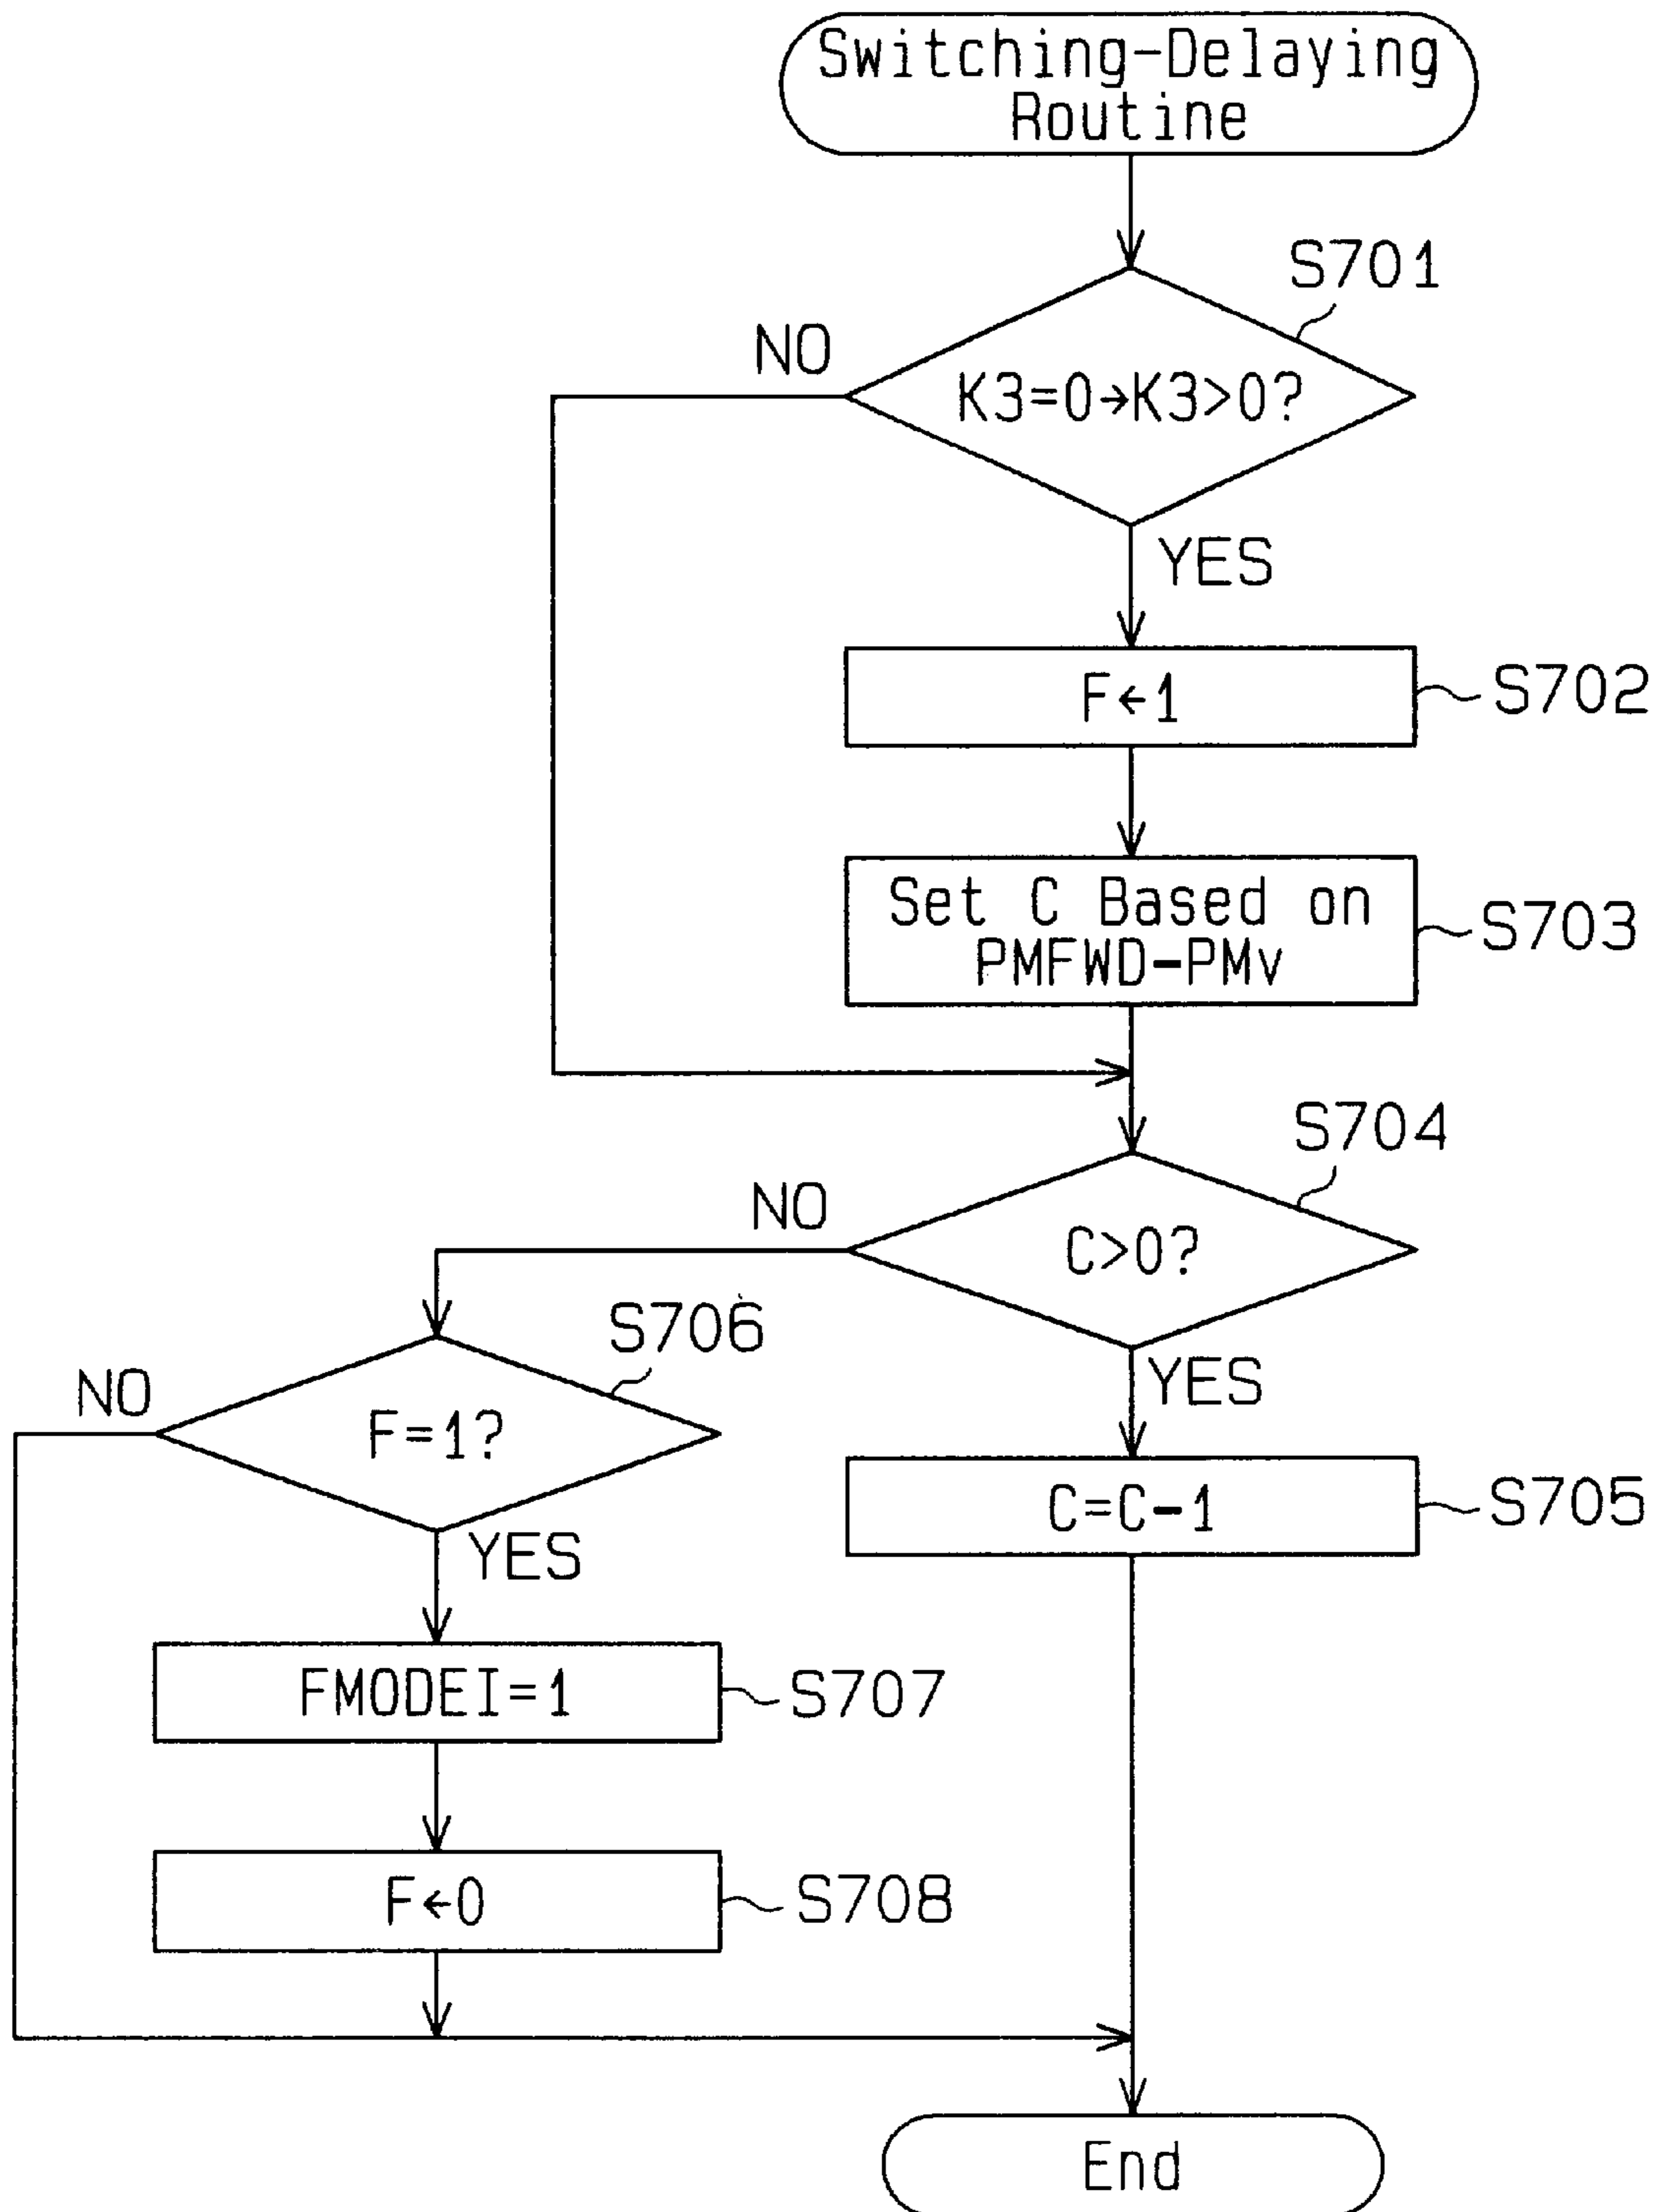 Switching-Delaying
Routine
S701
NO
K3=0→K3>0?
YES
F←1
S702
Set C Based on
PMFWD-PMv
S703
S704
NO
C>0?
S706
NO
YES
F=1?
C=C-1
S705
YES
FMODEI=1
S707
F←0
S708
End